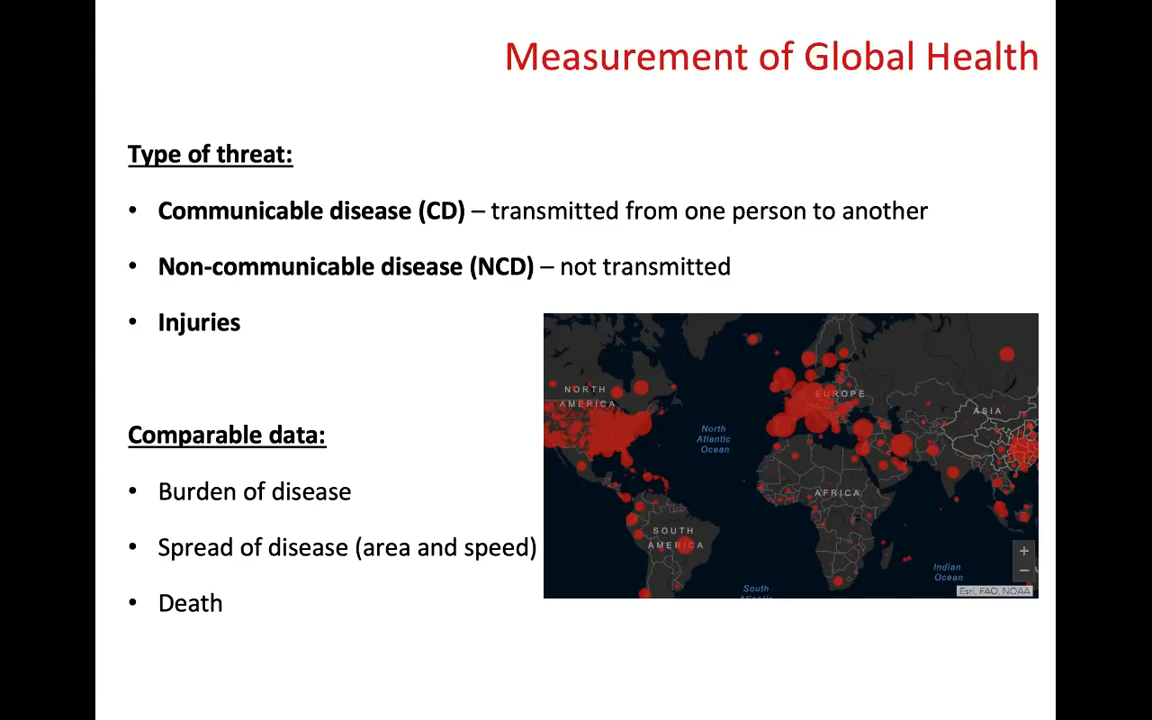 Measurement of Global Health
Type of threat:
• Communicable disease (CD) – transmitted from one person to another
• Non-communicable disease (NCD) – not transmitted
• Injuries
Comparable data:
• Burden of disease
• Spread of disease (area and speed)
• Death
NORTH
AMERICA
EUROPE
ASIA
North
Atlantic
Ocean
AFRICA
SOUTH
AMERICA
Indian
Ocean
South
+
−
Esri, FAO, NOAA